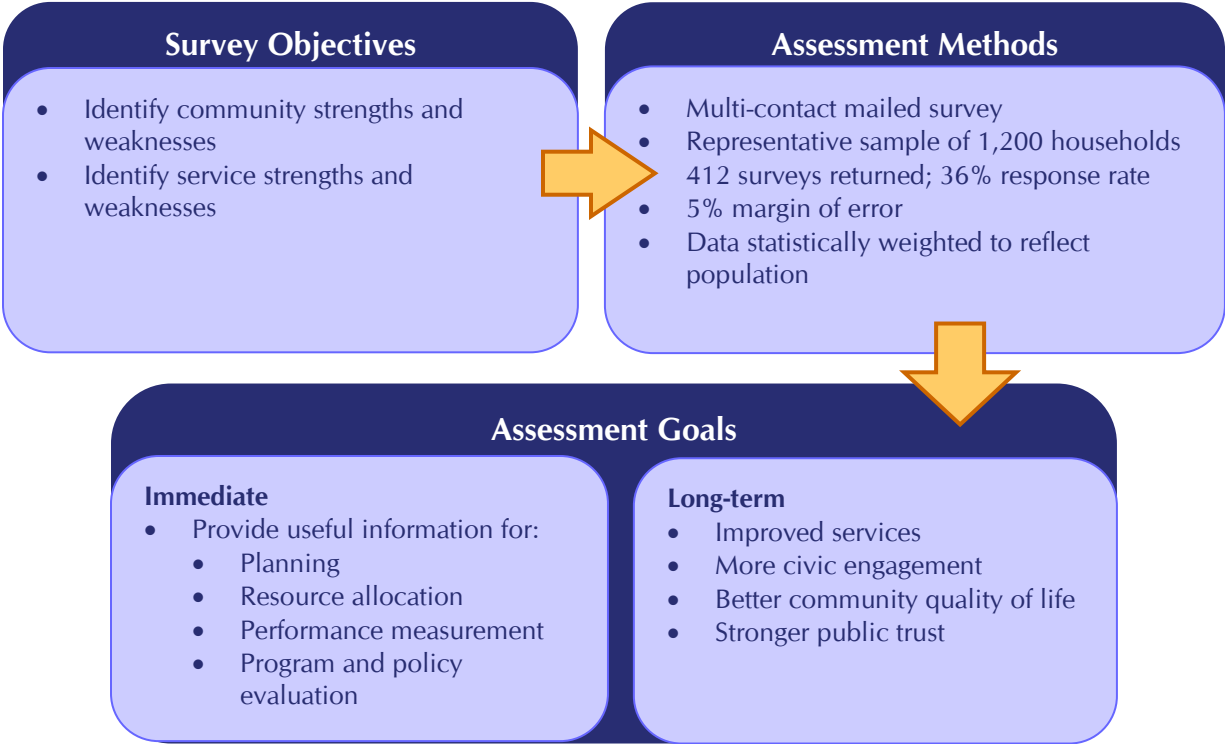 Survey Objectives
• Identify community strengths and
weaknesses
• Identify service strengths and
weaknesses
Assessment Methods
• Multi-contact mailed survey
• Representative sample of 1,200 households
412 surveys returned; 36% response rate
• 5% margin of error
• Data statistically weighted to reflect
population
Assessment Goals
Immediate
• Provide useful information for:
• Planning
• Resource allocation
• Performance measurement
• Program and policy
evaluation
Long-term
• Improved services
• More civic engagement
• Better community quality of life
• Stronger public trust